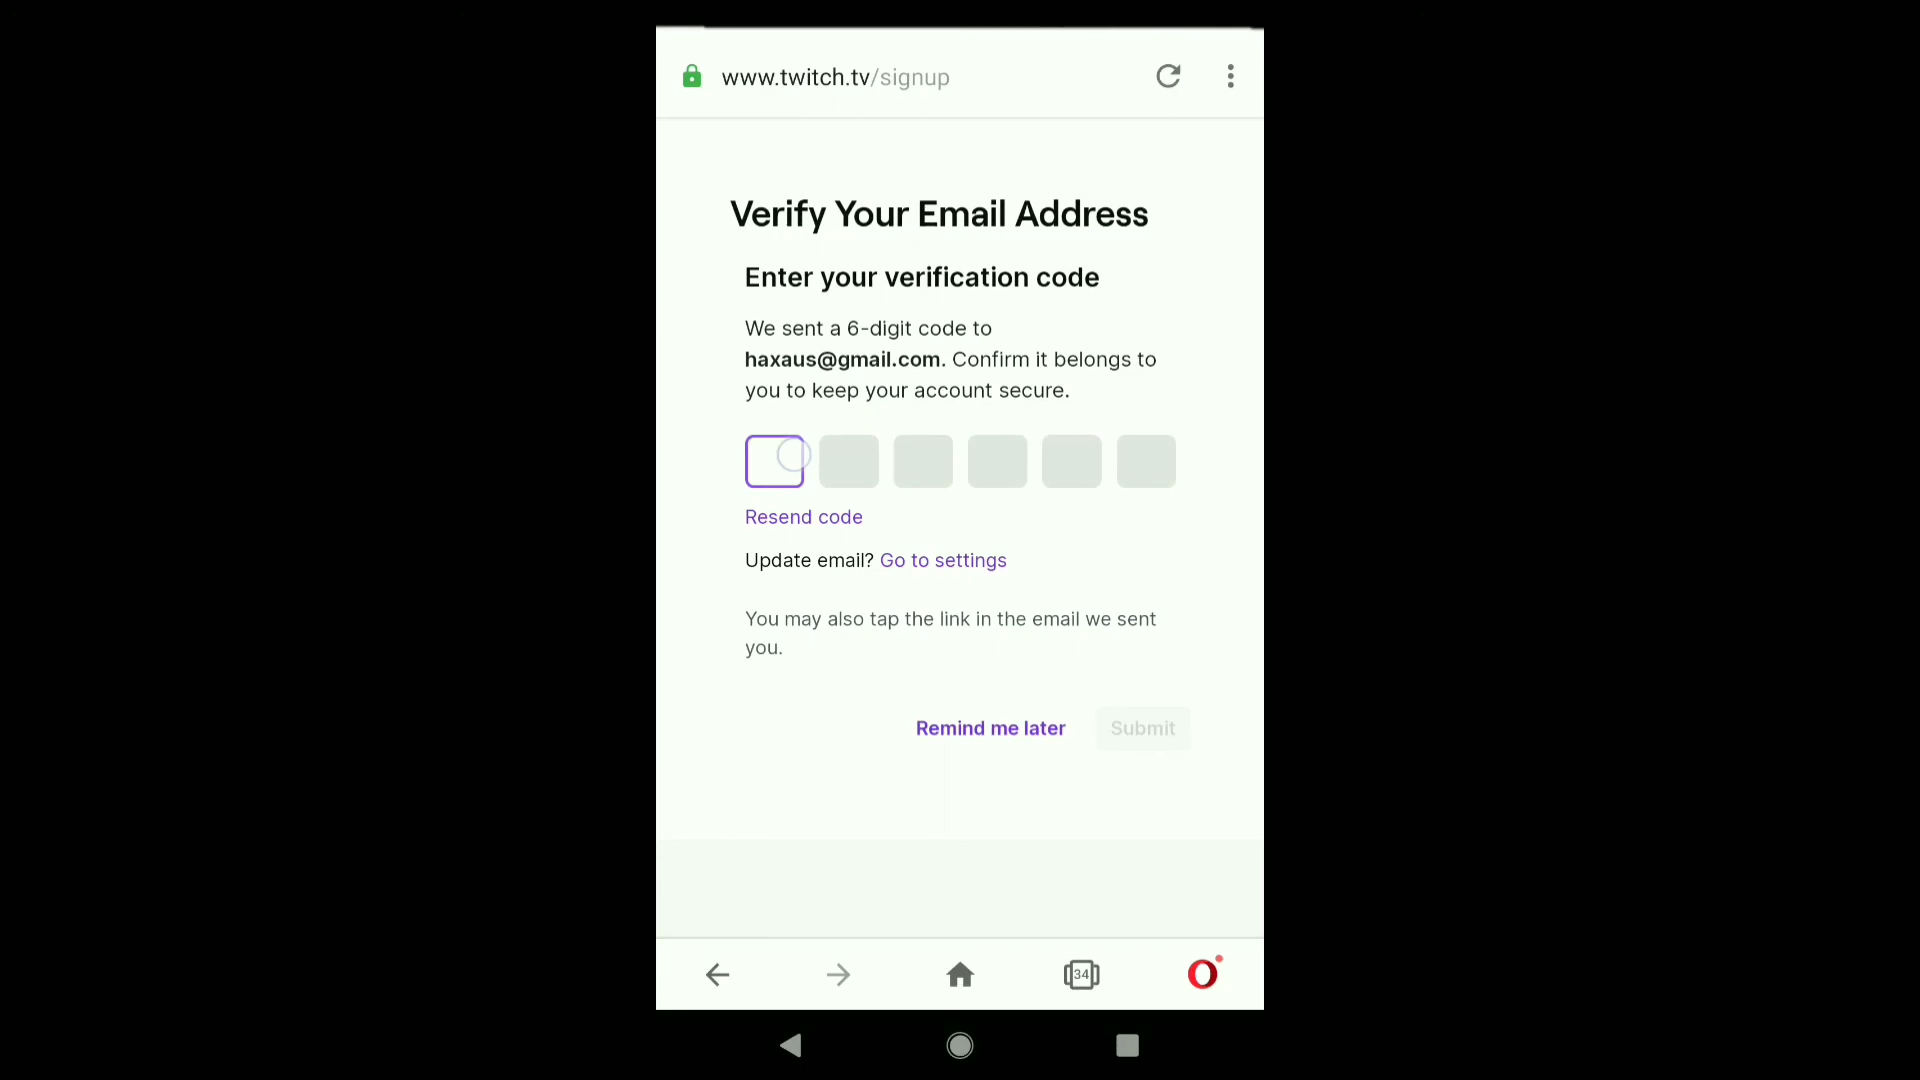 www.twitch.tv/signup
Verify Your Email Address
Enter your verification code
We sent a 6-digit code to
haxaus@gmail.com. Confirm it belongs to
you to keep your account secure.
Resend code
Update email? Go to settings
You may also tap the link in the email we sent
you.
Remind me later Submit
34